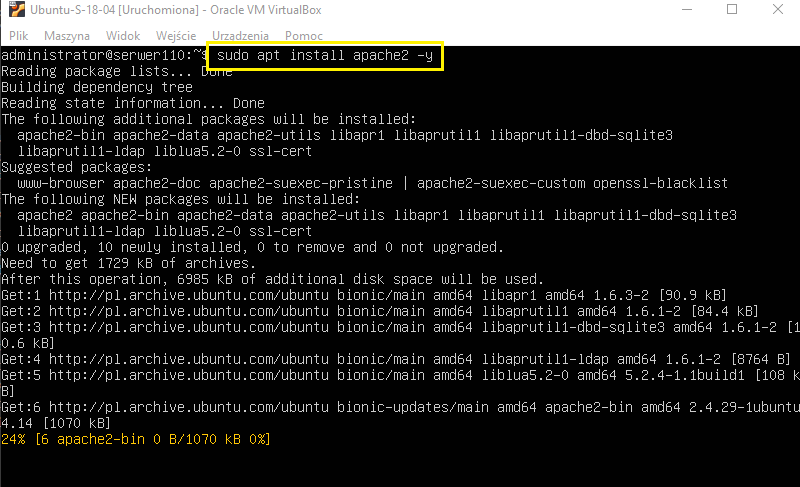 Ubuntu-S-18-04 [Uruchomiona] - Oracle VM VirtualBox
Plik Maszyna Widok Wejście Urządzenia Pomoc
administrator@serwer110:~$ sudo apt install apache2 -y
Reading package lists... Done
Building dependency tree
Reading state information... Done
The following additional packages will be installed:
  apache2-bin apache2-data apache2-utils libapr1 libaprutil1 libaprutil1-dbd-sqlite3
  libaprutil1-ldap liblua5.2-0 ssl-cert
Suggested packages:
  www-browser apache2-doc apache2-suexec-pristine | apache2-suexec-custom openssl-blacklist
The following NEW packages will be installed:
  apache2 apache2-bin apache2-data apache2-utils libapr1 libaprutil1 libaprutil1-dbd-sqlite3
  libaprutil1-ldap liblua5.2-0 ssl-cert
0 upgraded, 10 newly installed, 0 to remove and 0 not upgraded.
Need to get 1729 kB of archives.
After this operation, 6985 kB of additional disk space will be used.
Get:1 http://pl.archive.ubuntu.com/ubuntu bionic/main amd64 libapr1 amd64 1.6.3-2 [90.9 kB]
Get:2 http://pl.archive.ubuntu.com/ubuntu bionic/main amd64 libaprutil1 amd64 1.6.1-2 [84.4 kB]
Get:3 http://pl.archive.ubuntu.com/ubuntu bionic/main amd64 libaprutil1-dbd-sqlite3 amd64 1.6.1-2 [1
0.6 kB]
Get:4 http://pl.archive.ubuntu.com/ubuntu bionic/main amd64 libaprutil1-ldap amd64 1.6.1-2 [8764 B]
Get:5 http://pl.archive.ubuntu.com/ubuntu bionic/main amd64 liblua5.2-0 amd64 5.2.4-1.1build1 [108 k
B]
Get:6 http://pl.archive.ubuntu.com/ubuntu bionic-updates/main amd64 apache2-bin amd64 2.4.29-1ubuntu
4.14 [1070 kB]
24% [6 apache2-bin 0 B/1070 kB 0%]